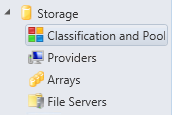 Storage
Classification and Pool
Providers
Arrays
File Servers